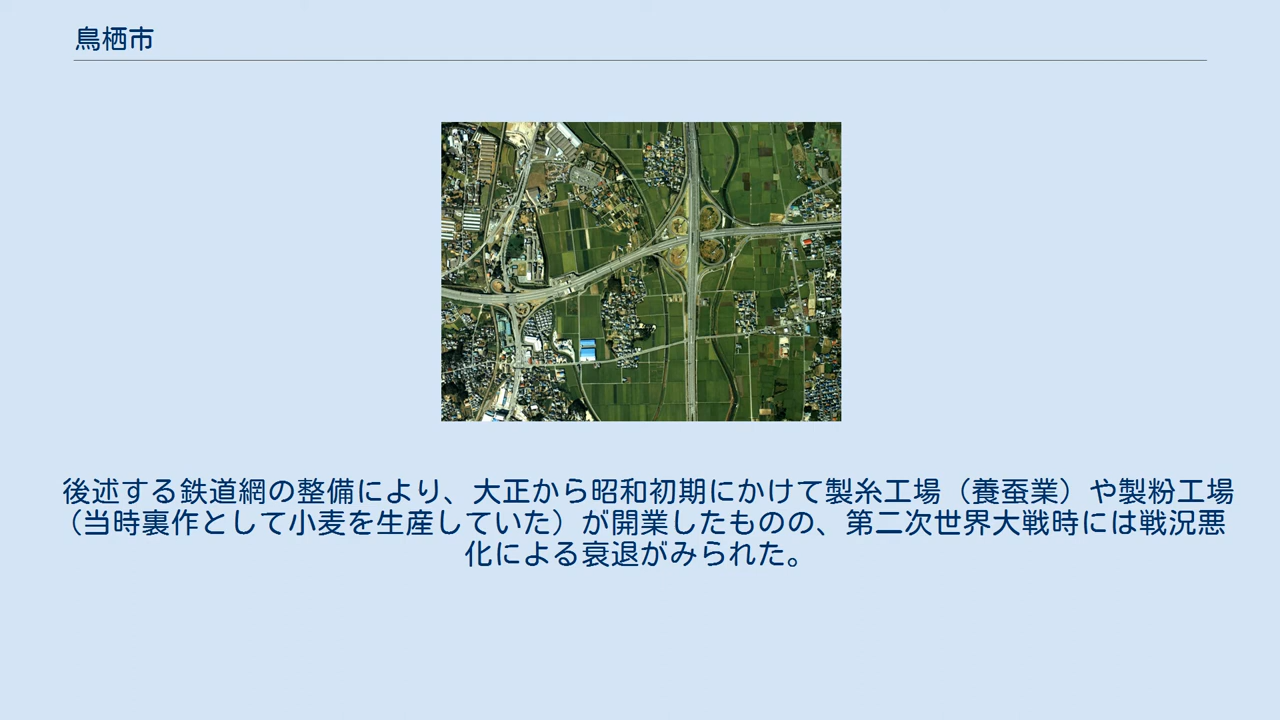 鳥栖市
後述する鉄道網の整備により、大正から昭和初期にかけて製糸工場（養蚕業）や製粉工場
（当時裏作として小麦を生産していた）が開業したものの、第二次世界大戦時には戦況悪
化による衰退がみられた。